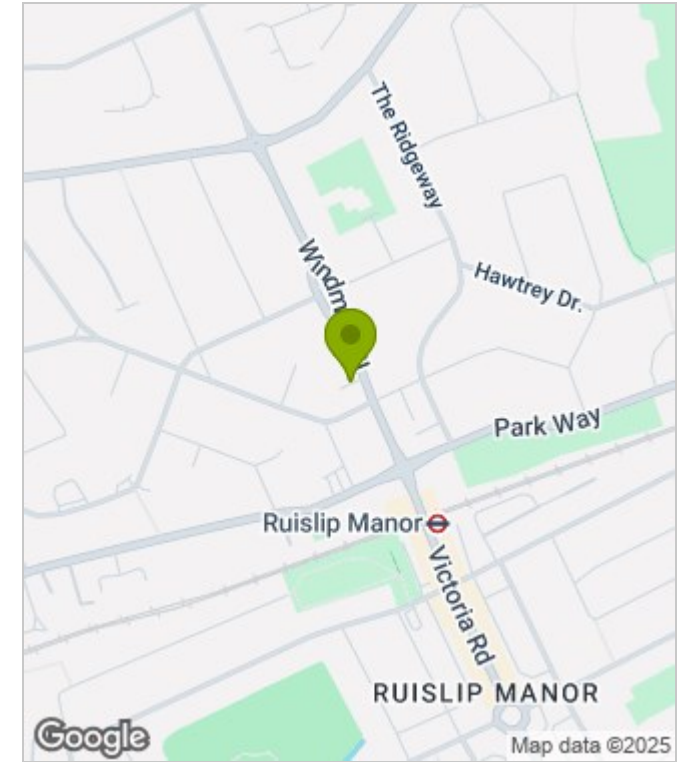 The Ridgeway
Hawtrey Dr.
Park Way
Ruislip Manor
Victoria Rd
RUISLIP MANOR
Google
Map data ©2025